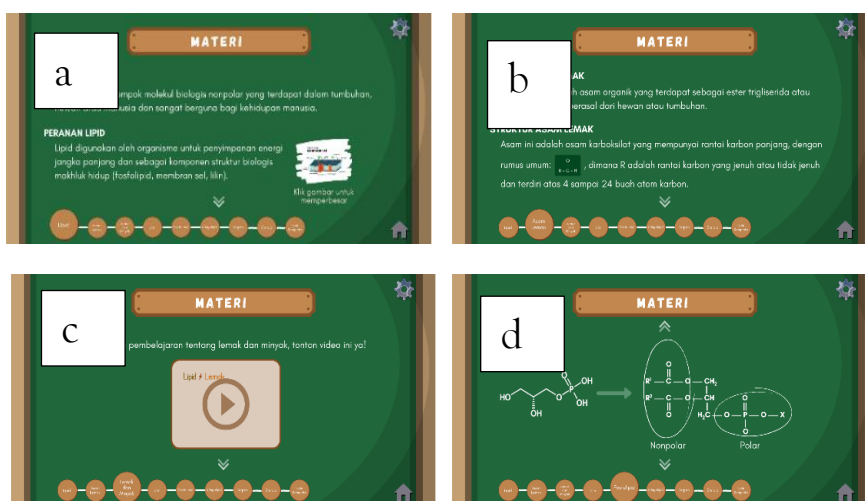 MATERI
a
mpok molekul biologis nonpolar yang terdapat dalam tumbuhan,
usia dan sangat berguna bagi kehidupan manusia.
PERANAN LIPID
Lipid digunakan oleh organisme untuk penyimpanan energi
jangka panjang dan sebagai komponen struktur biologis
makhluk hidup (fosfolipid, membran sel, lilin).
Klik gambar untuk
memperbesar
Lipid
MATERI
b
AK
h asam organik yang terdapat sebagai ester trigliserida atau
berasal dari hewan atau tumbuhan.
STRUKTUR ASAM LEMAK
Asam ini adalah asam karboksilat yang mempunyai rantai karbon panjang, dengan
rumus umum: , dimana R adalah rantai karbon yang jenuh atau tidak jenuh
dan terdiri atas 4 sampai 24 buah atom karbon.
Asam
Lemak
MATERI
c
pembelajaran tentang lemak dan minyak, tonton video ini ya!
Lipid ≠ Lemak
Lemak
dan
Minyak
MATERI
d
HO
OH
O
P
OH
OH
R¹ — C — O — CH₂
O
R² — C — O — CH
O
H₂C — O — P — O — X
O
O
Nonpolar
Polar
Fosfolipid